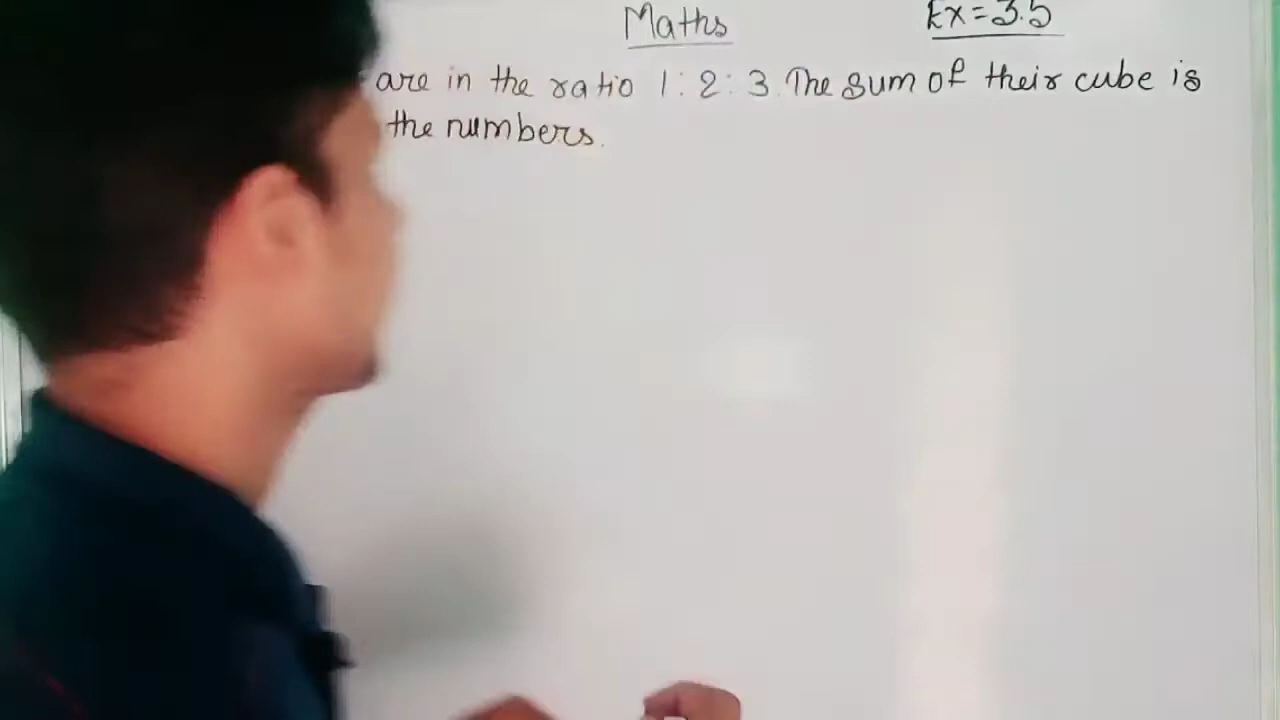 Maths
Ex = 3.5
are in the ratio 1 : 2 : 3. The sum of their cube is
the numbers.